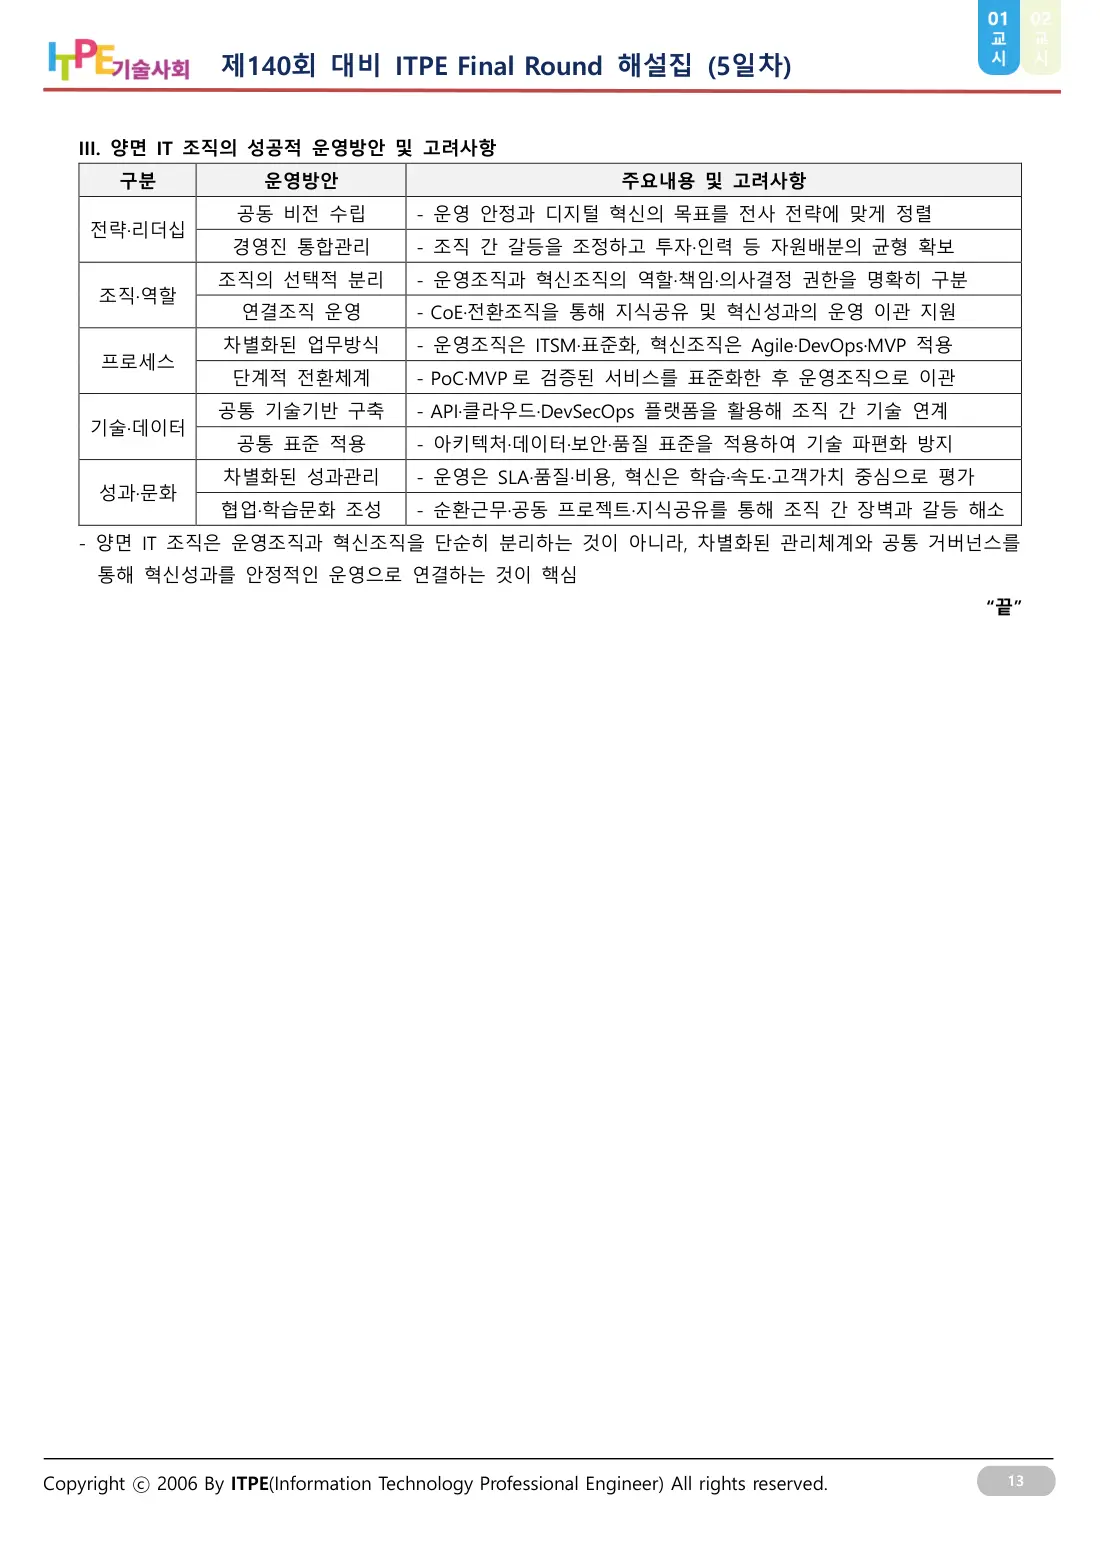 01
교
시
02
교
시
ITPE기술사회 제140회 대비 ITPE Final Round 해설집 (5일차)
III. 양면 IT 조직의 성공적 운영방안 및 고려사항
구분 운영방안 주요내용 및 고려사항
전략·리더십 공동 비전 수립 - 운영 안정과 디지털 혁신의 목표를 전사 전략에 맞게 정렬
경영진 통합관리 - 조직 간 갈등을 조정하고 투자·인력 등 자원배분의 균형 확보
조직·역할 조직의 선택적 분리 - 운영조직과 혁신조직의 역할·책임·의사결정 권한을 명확히 구분
연결조직 운영 - CoE·전환조직을 통해 지식공유 및 혁신성과의 운영 이관 지원
프로세스 차별화된 업무방식 - 운영조직은 ITSM·표준화, 혁신조직은 Agile·DevOps·MVP 적용
단계적 전환체계 - PoC·MVP로 검증된 서비스를 표준화한 후 운영조직으로 이관
기술·데이터 공통 기술기반 구축 - API·클라우드·DevSecOps 플랫폼을 활용해 조직 간 기술 연계
공통 표준 적용 - 아키텍처·데이터·보안·품질 표준을 적용하여 기술 파편화 방지
성과·문화 차별화된 성과관리 - 운영은 SLA·품질·비용, 혁신은 학습·속도·고객가치 중심으로 평가
협업·학습문화 조성 - 순환근무·공동 프로젝트·지식공유를 통해 조직 간 장벽과 갈등 해소
- 양면 IT 조직은 운영조직과 혁신조직을 단순히 분리하는 것이 아니라, 차별화된 관리체계와 공통 거버넌스를
통해 혁신성과를 안정적인 운영으로 연결하는 것이 핵심
“끝”
Copyright ⓒ 2006 By ITPE(Information Technology Professional Engineer) All rights reserved.
13